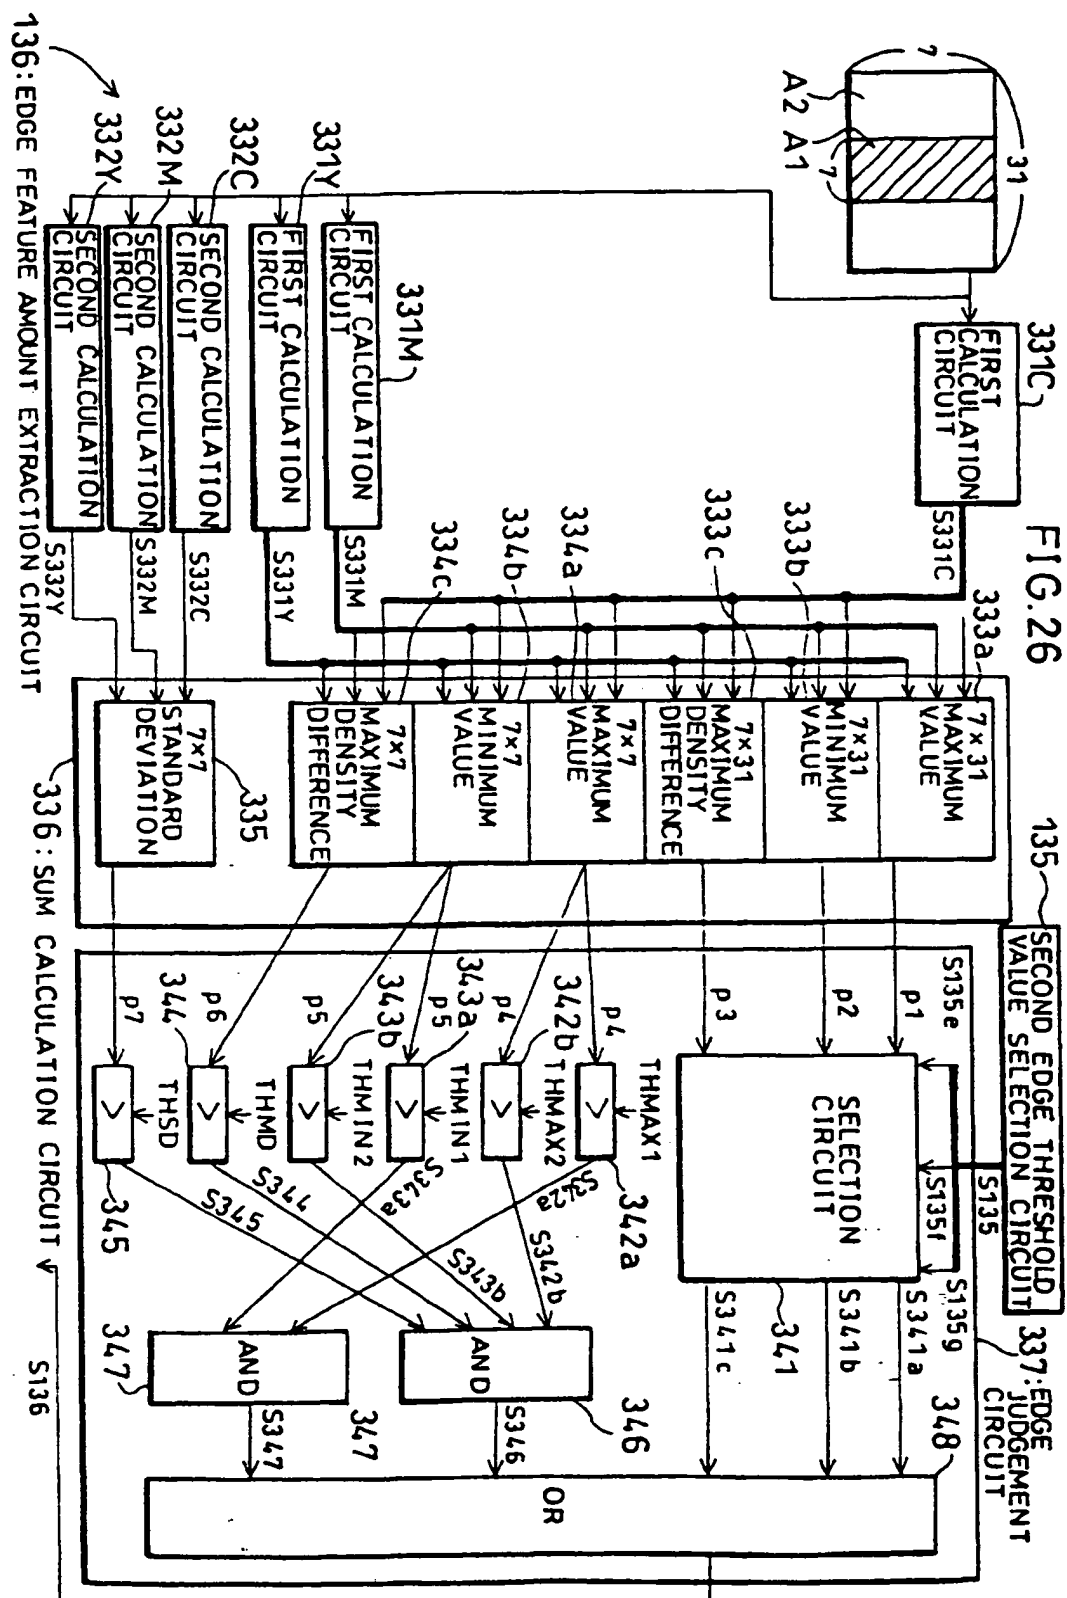 FIG.26
7
31
A2
A1
7
331C
FIRST
CALCULATION
CIRCUIT
S331C
331M
FIRST CALCULATION
CIRCUIT
S331M
331Y
FIRST CALCULATION
CIRCUIT
S331Y
332C
SECOND CALCULATION
CIRCUIT
S332C
332M
SECOND CALCULATION
CIRCUIT
S332M
332Y
SECOND CALCULATION
CIRCUIT
S332Y
136:EDGE FEATURE AMOUNT EXTRACTION CIRCUIT
333a
7×31
MAXIMUM
VALUE
333b
7×31
MINIMUM
VALUE
333c
7×31
MAXIMUM
DENSITY
DIFFERENCE
334a
7×7
MAXIMUM
VALUE
334b
7×7
MINIMUM
VALUE
334c
7×7
MAXIMUM
DENSITY
DIFFERENCE
7×7
STANDARD
DEVIATION
335
336:SUM CALCULATION CIRCUIT
135
SECOND EDGE THRESHOLD
VALUE SELECTION CIRCUIT
S135
S135e
S135f
S135g
337:EDGE
JUDGEMENT
CIRCUIT
p1
p2
p3
SELECTION
CIRCUIT
341
S341a
S341b
S341c
p4
THMAX1
>
342a
S342a
p4
342b
THMAX2
>
S342b
p5
343a
THMIN1
>
S343a
p5
343b
THMIN2
>
S343b
p6
344
THMD
>
S344
p7
THSD
>
345
S345
AND
346
S346
AND
347
347
S347
348
OR
S136